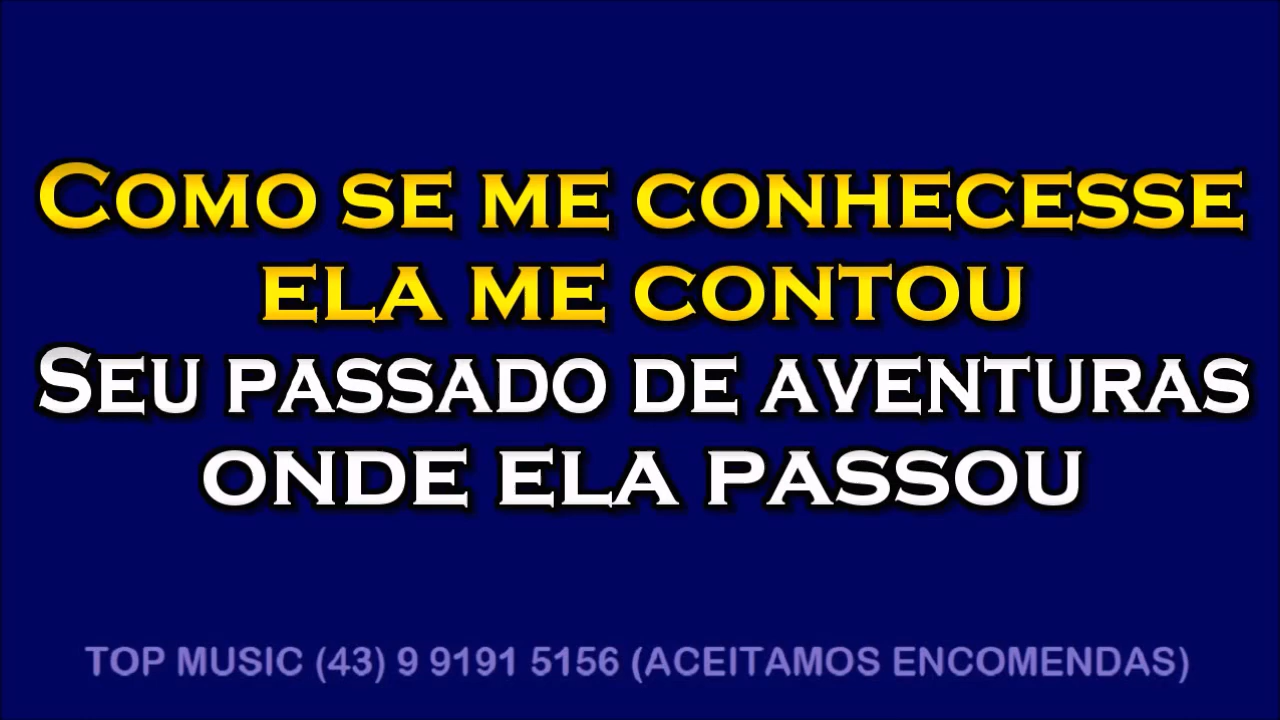 Como se me conhecesse
ela me contou
Seu passado de aventuras
onde ela passou
TOP MUSIC (43) 9 9191 5156 (ACEITAMOS ENCOMENDAS)